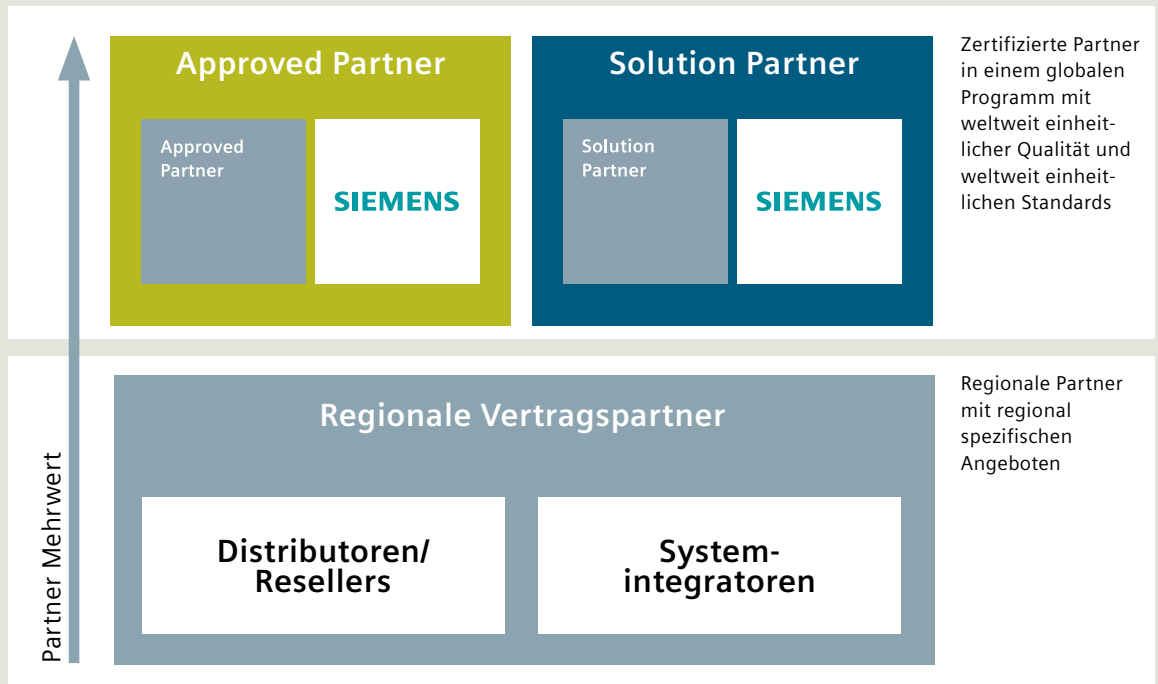 Approved Partner
Approved
Partner
SIEMENS
Solution Partner
Solution
Partner
SIEMENS
Zertifizierte Partner
in einem globalen
Programm mit
weltweit einheit-
licher Qualität und
weltweit einheit-
lichen Standards
Partner Mehrwert
Regionale Vertragspartner
Distributoren/
Resellers
System-
integratoren
Regionale Partner
mit regional
spezifischen
Angeboten